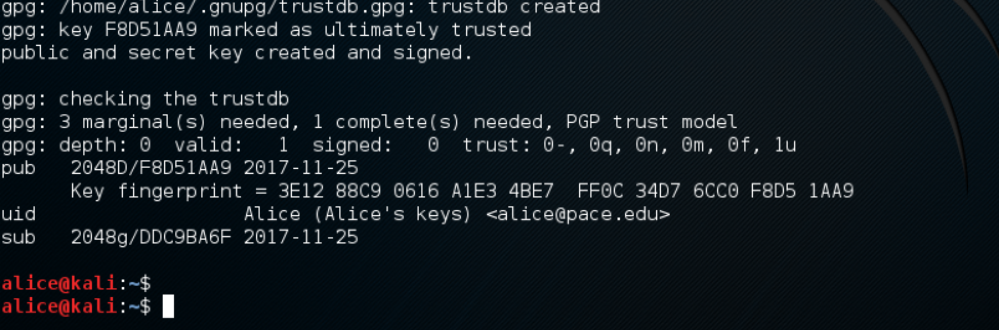 gpg: /home/alice/.gnupg/trustdb.gpg: trustdb created
gpg: key F8D51AA9 marked as ultimately trusted
public and secret key created and signed.
gpg: checking the trustdb
gpg: 3 marginal(s) needed, 1 complete(s) needed, PGP trust model
gpg: depth: 0  valid:   1  signed:   0  trust: 0-, 0q, 0n, 0m, 0f, 1u
pub   2048D/F8D51AA9 2017-11-25
      Key fingerprint = 3E12 88C9 0616 A1E3 4BE7  FF0C 34D7 6CC0 F8D5 1AA9
uid                  Alice (Alice's keys) <alice@pace.edu>
sub   2048g/DDC9BA6F 2017-11-25
alice@kali:~$
alice@kali:~$